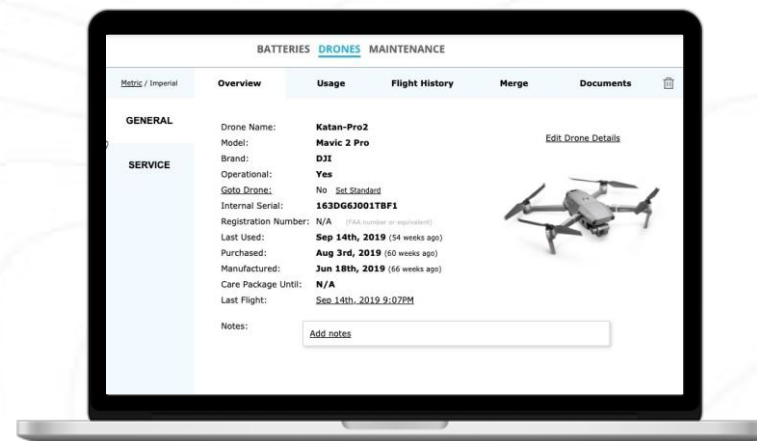 BATTERIES DRONES MAINTENANCE
Metric / Imperial Overview Usage Flight History Merge Documents
GENERAL
SERVICE
Drone Name: Katan-Pro2
Model: Mavic 2 Pro
Brand: DJI
Operational: Yes
Goto Drone: No Set Standard
Internal Serial: 163DG6J001TBF1
Registration Number: N/A (FAA number or equivalent)
Last Used: Sep 14th, 2019 (54 weeks ago)
Purchased: Aug 3rd, 2019 (60 weeks ago)
Manufactured: Jun 18th, 2019 (66 weeks ago)
Care Package Until: N/A
Last Flight: Sep 14th, 2019 9:07PM
Notes: Add notes
Edit Drone Details